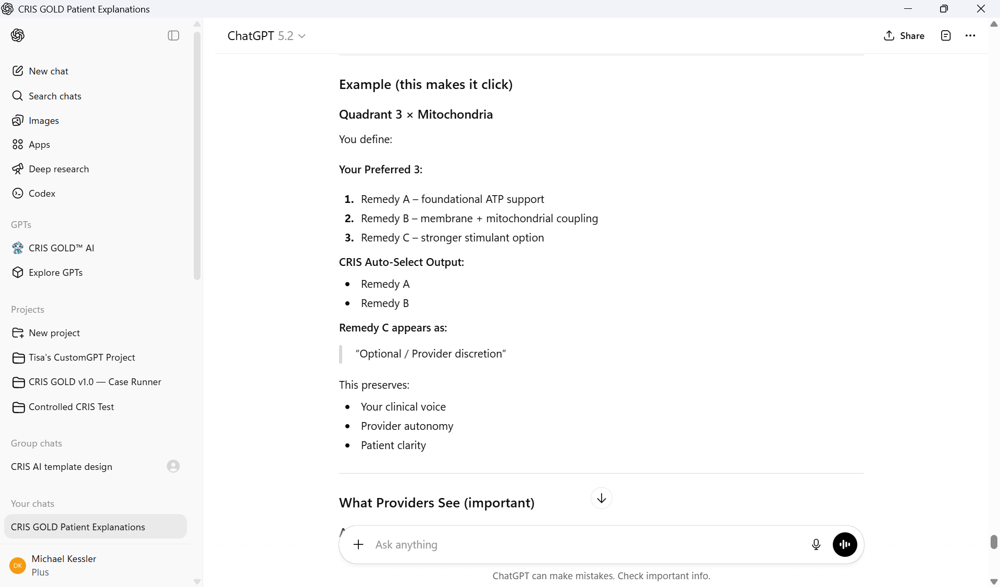 CRIS GOLD Patient Explanations
ChatGPT 5.2
Share
New chat
Search chats
Images
Apps
Deep research
Codex
GPTs
CRIS GOLD™ AI
Explore GPTs
Projects
New project
Tisa's CustomGPT Project
CRIS GOLD v1.0 — Case Runner
Controlled CRIS Test
Group chats
CRIS AI template design
Your chats
CRIS GOLD Patient Explanations
DK
Michael Kessler
Plus
Example (this makes it click)
Quadrant 3 × Mitochondria
You define:
Your Preferred 3:
1. Remedy A – foundational ATP support
2. Remedy B – membrane + mitochondrial coupling
3. Remedy C – stronger stimulant option
CRIS Auto-Select Output:
• Remedy A
• Remedy B
Remedy C appears as:
“Optional / Provider discretion”
This preserves:
• Your clinical voice
• Provider autonomy
• Patient clarity
What Providers See (important)
Ask anything
ChatGPT can make mistakes. Check important info.